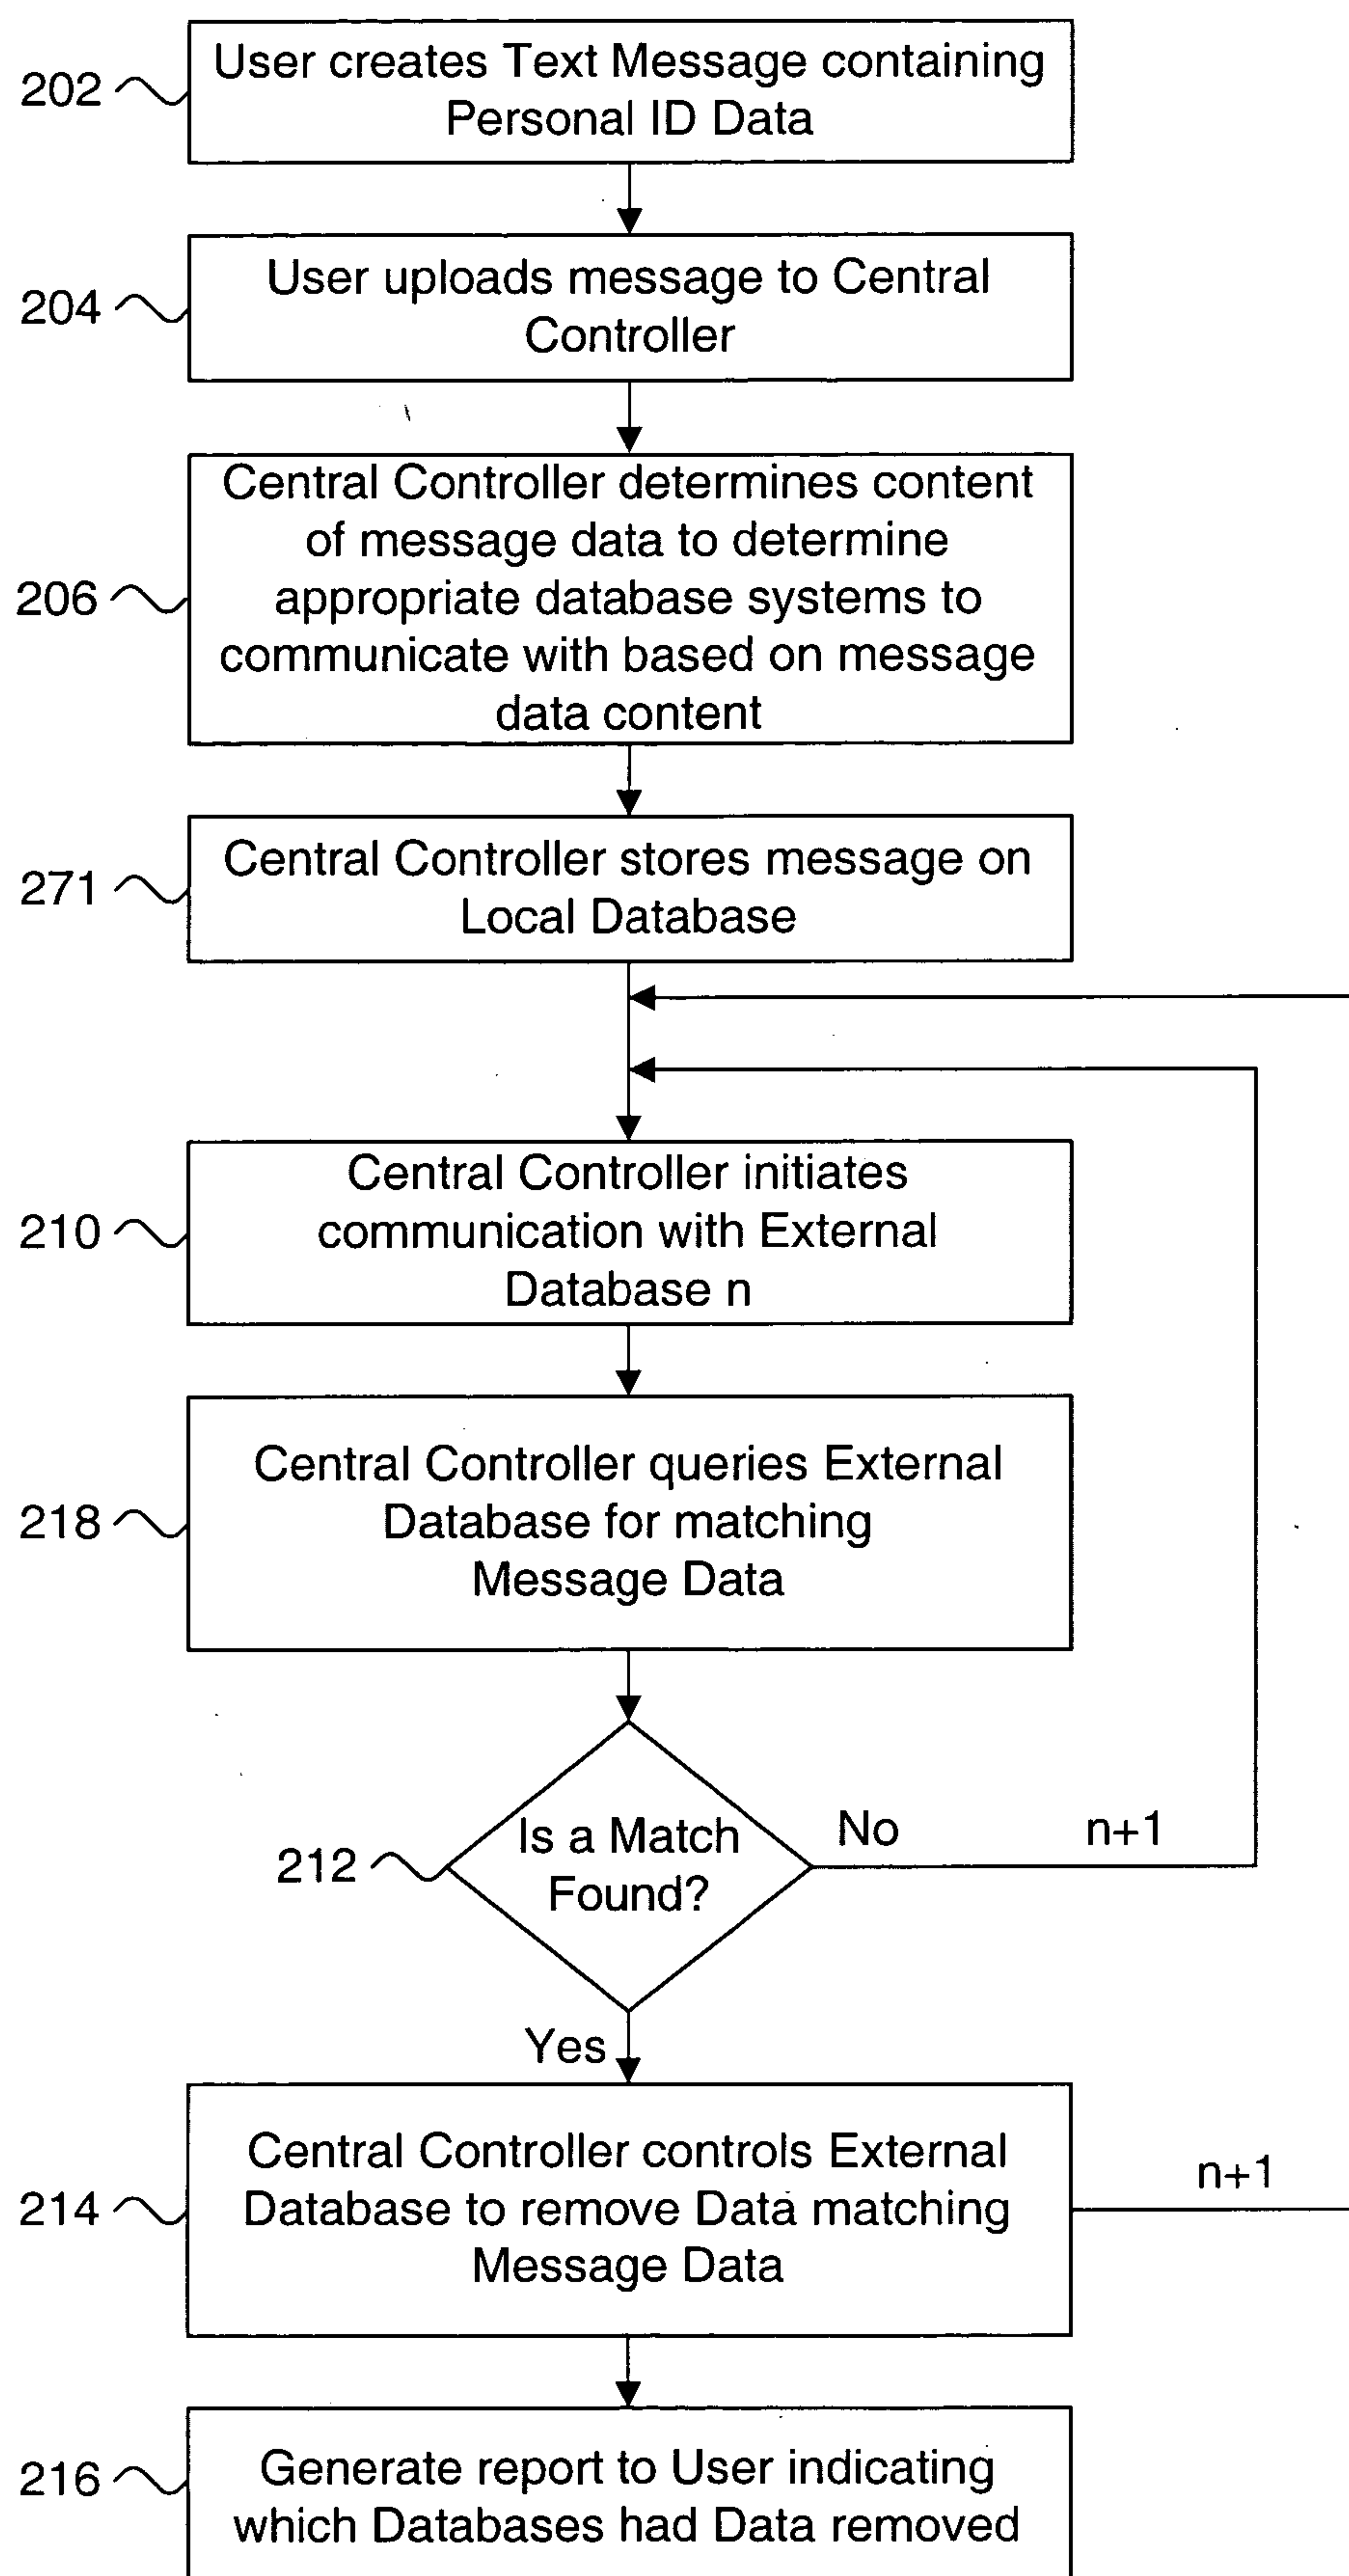 202
User creates Text Message containing
Personal ID Data
204
User uploads message to Central
Controller
206
Central Controller determines content
of message data to determine
appropriate database systems to
communicate with based on message
data content
271
Central Controller stores message on
Local Database
210
Central Controller initiates
communication with External
Database n
218
Central Controller queries External
Database for matching
Message Data
212
Is a Match
Found?
No
n+1
Yes
214
Central Controller controls External
Database to remove Data matching
Message Data
n+1
216
Generate report to User indicating
which Databases had Data removed